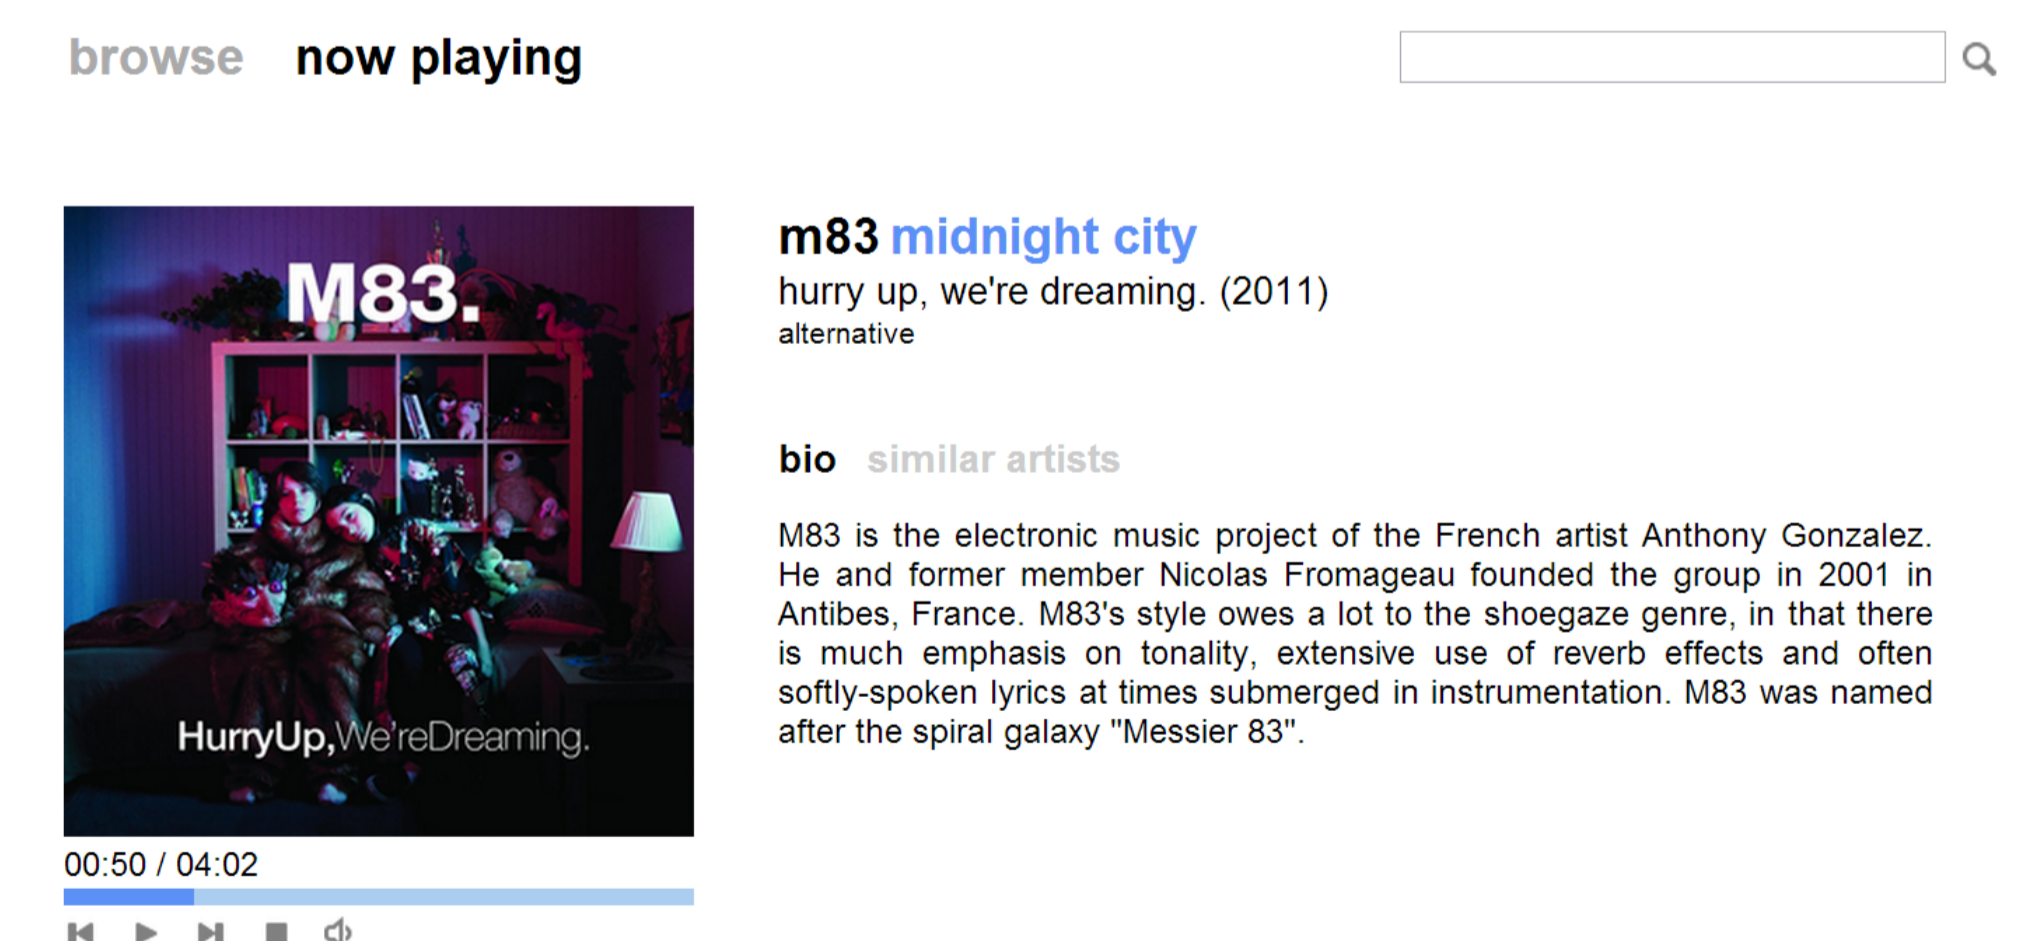 browse now playing
M83.
HurryUp,We'reDreaming.
00:50 / 04:02
m83 midnight city
hurry up, we're dreaming. (2011)
alternative
bio similar artists
M83 is the electronic music project of the French artist Anthony Gonzalez.
He and former member Nicolas Fromageau founded the group in 2001 in
Antibes, France. M83's style owes a lot to the shoegaze genre, in that there
is much emphasis on tonality, extensive use of reverb effects and often
softly-spoken lyrics at times submerged in instrumentation. M83 was named
after the spiral galaxy "Messier 83".